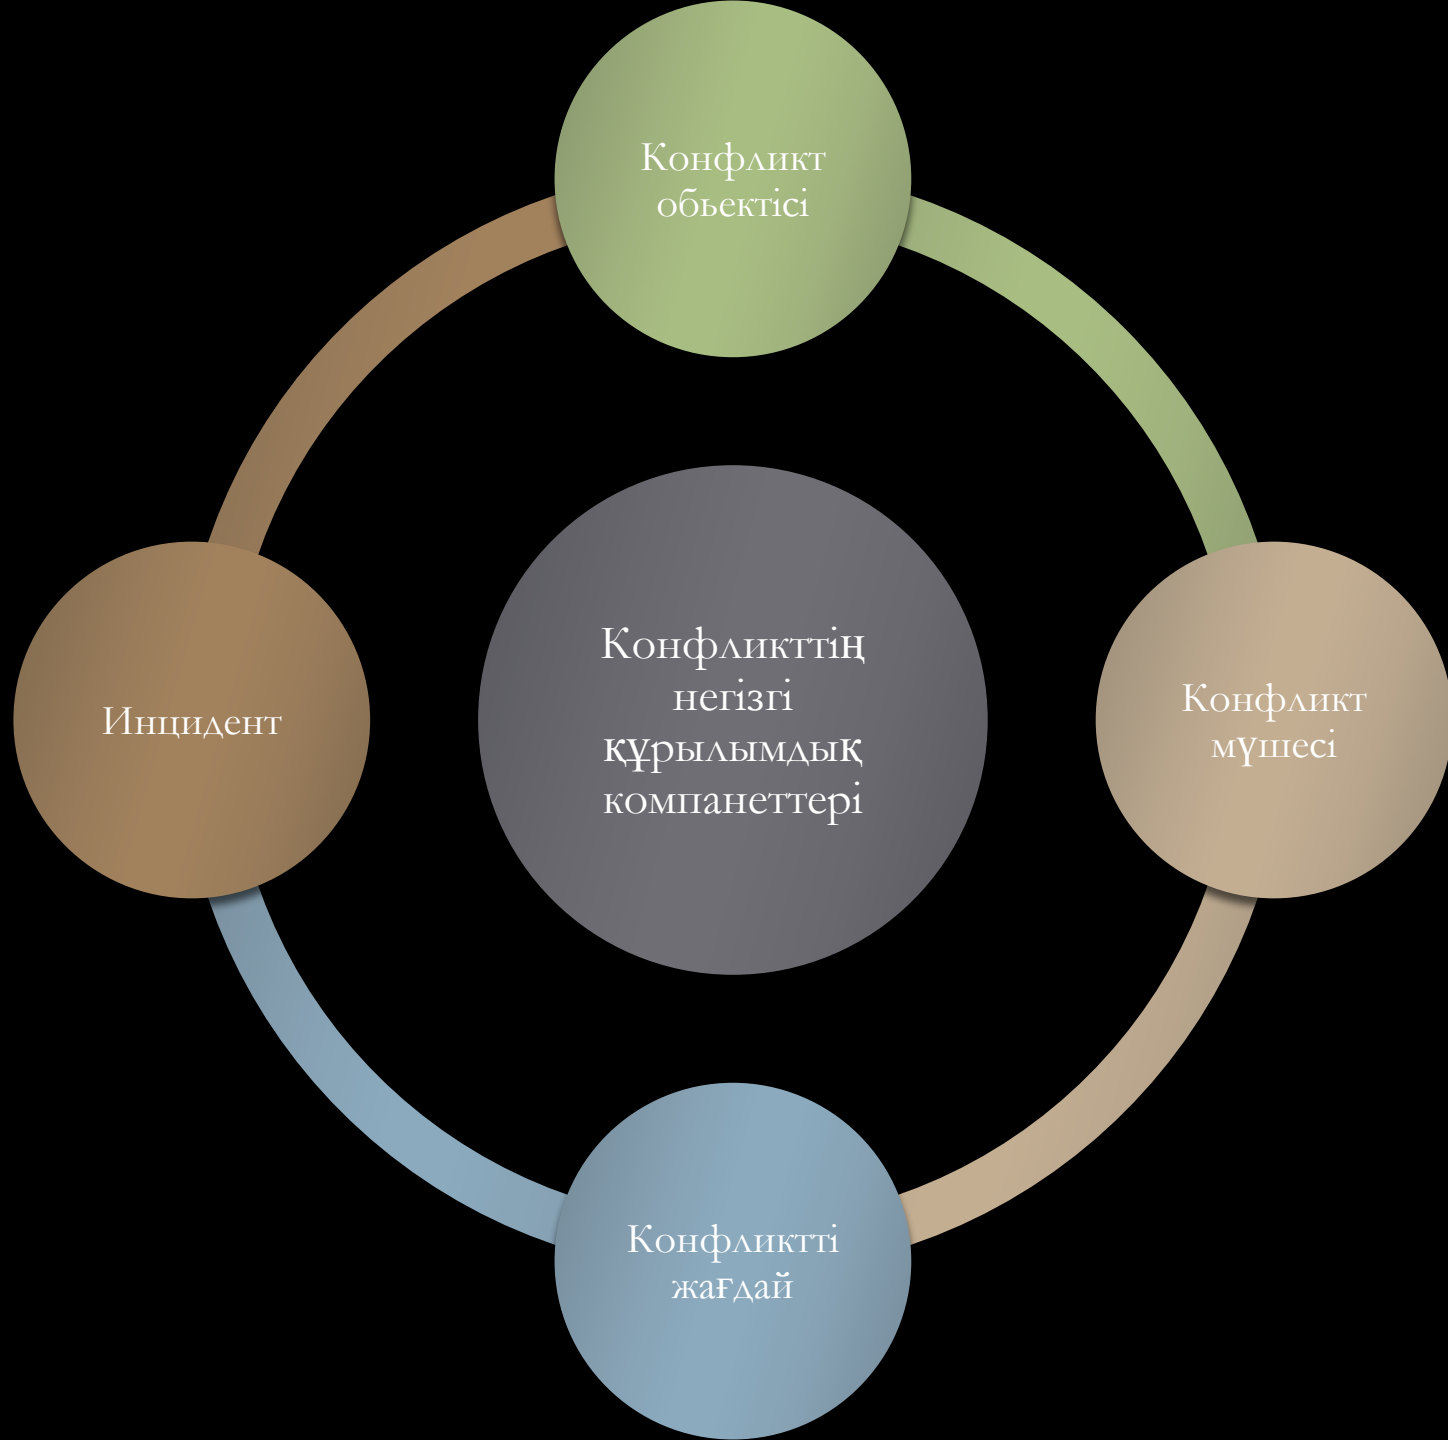 Конфликт
обьектісі
Конфликттің
негізгі
құрылымдық
компанеттері
Инцидент
Конфликт
мүшесі
Конфликтті
жағдай